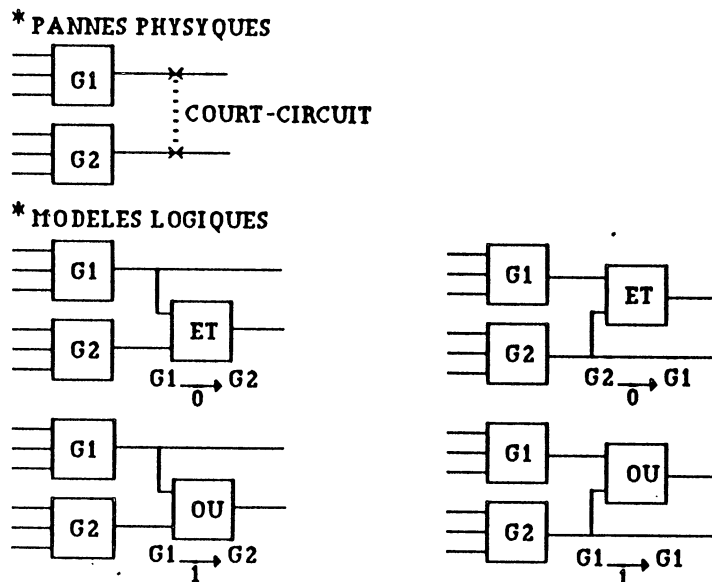 * PANNES PHYSYQUES
G1
COURT-CIRCUIT
G2
* MODELES LOGIQUES
G1
ET
G2
G1 → G2
0
G1
ET
G2
G2 → G1
0
G1
OU
G2
G1 → G2
1
G1
OU
G2
G1 → G1
1